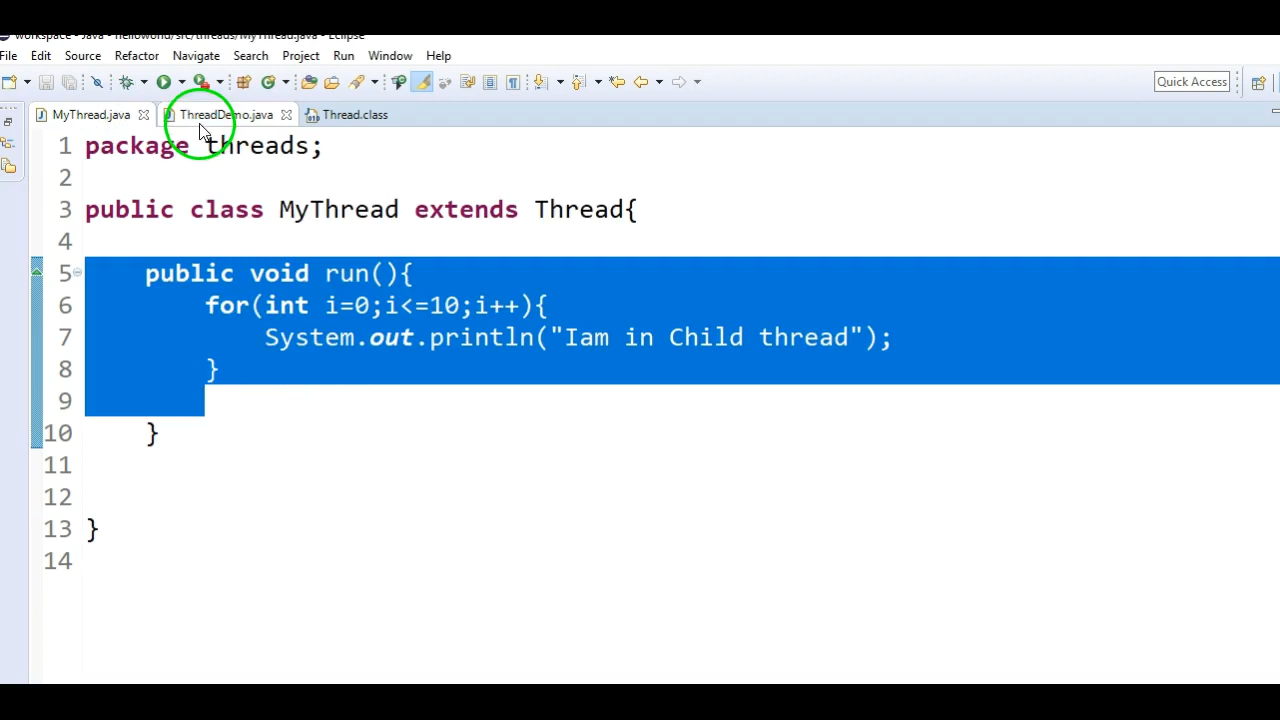 workspace - Java - helloworld/src/threads/MyThread.java - Eclipse
File Edit Source Refactor Navigate Search Project Run Window Help
Quick Access
MyThread.java ThreadDemo.java Thread.class
1 package threads;
2
3 public class MyThread extends Thread{
4
5 public void run(){
6 for(int i=0;i<=10;i++){
7 System.out.println("Iam in Child thread");
8 }
9
10 }
11
12
13 }
14